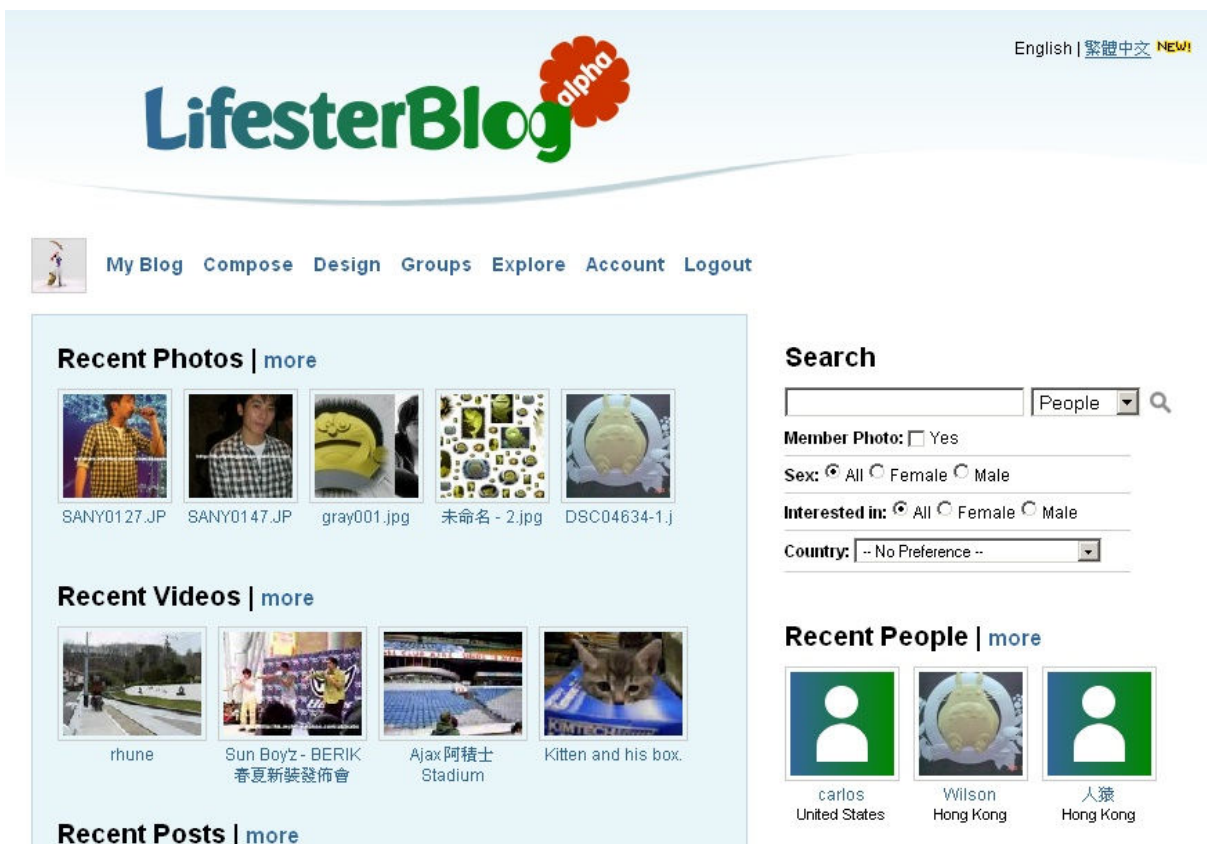 English | 繁體中文 NEW!
LifesterBlog alpha
My Blog Compose Design Groups Explore Account Logout
Recent Photos | more
SANY0127.JP SANY0147.JP gray001.jpg 未命名 - 2.jpg DSC04634-1.j
Recent Videos | more
rhune
Sun Boy'z - BERIK
春夏新裝發佈會
Ajax 阿積士
Stadium
Kitten and his box.
Recent Posts | more
Search
People
Member Photo: Yes
Sex: All Female Male
Interested in: All Female Male
Country: -- No Preference --
Recent People | more
carlos
United States
Wilson
Hong Kong
人猿
Hong Kong